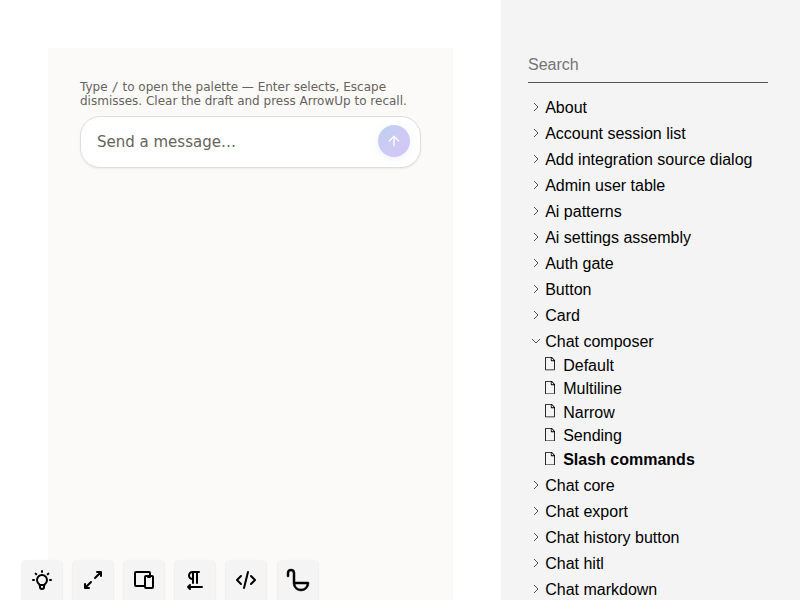 Type / to open the palette — Enter selects, Escape
dismisses. Clear the draft and press ArrowUp to recall.
Send a message…
Search
About
Account session list
Add integration source dialog
Admin user table
Ai patterns
Ai settings assembly
Auth gate
Button
Card
Chat composer
Default
Multiline
Narrow
Sending
Slash commands
Chat core
Chat export
Chat history button
Chat hitl
Chat markdown